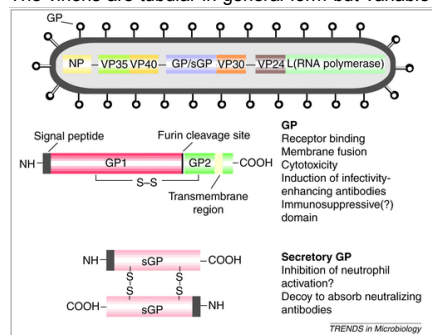 The virions are tubular in general form but variable
GP
NP VP35 VP40 GP/sGP VP30 VP24 L(RNA polymerase)
Signal peptide
Furin cleavage site
NH
GP1
GP2
COOH
S–S
Transmembrane
region
GP
Receptor binding
Membrane fusion
Cytotoxicity
Induction of infectivity-
enhancing antibodies
Immunosuppressive(?)
domain
NH
sGP
COOH
S S
S S
COOH
sGP
NH
Secretory GP
Inhibition of neutrophil
activation?
Decoy to absorb neutralizing
antibodies
TRENDS in Microbiology